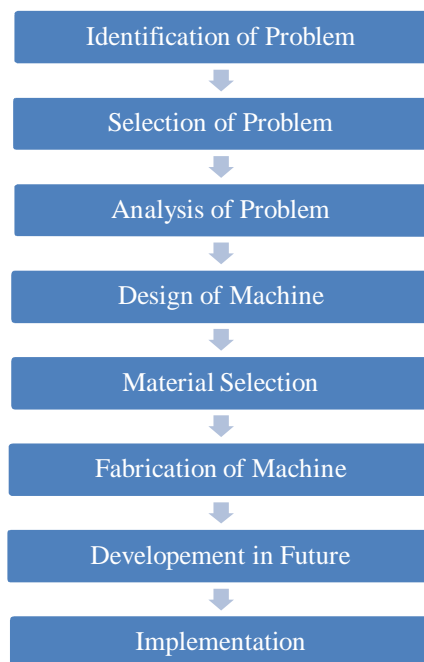 Identification of Problem
Selection of Problem
Analysis of Problem
Design of Machine
Material Selection
Fabrication of Machine
Developement in Future
Implementation